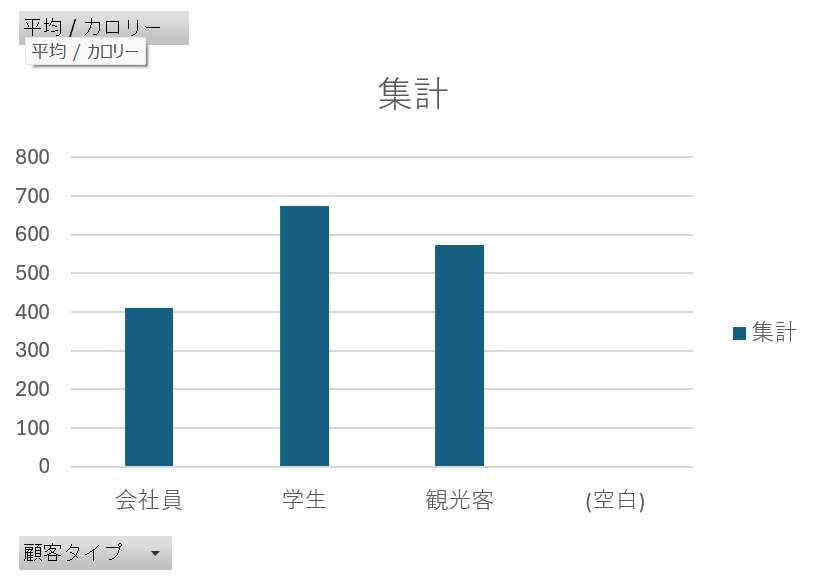 平均 / カロリー
平均 / カロリー
集計
800
700
600
500
400
300
200
100
0
集計
会社員 学生 観光客 (空白)
顧客タイプ